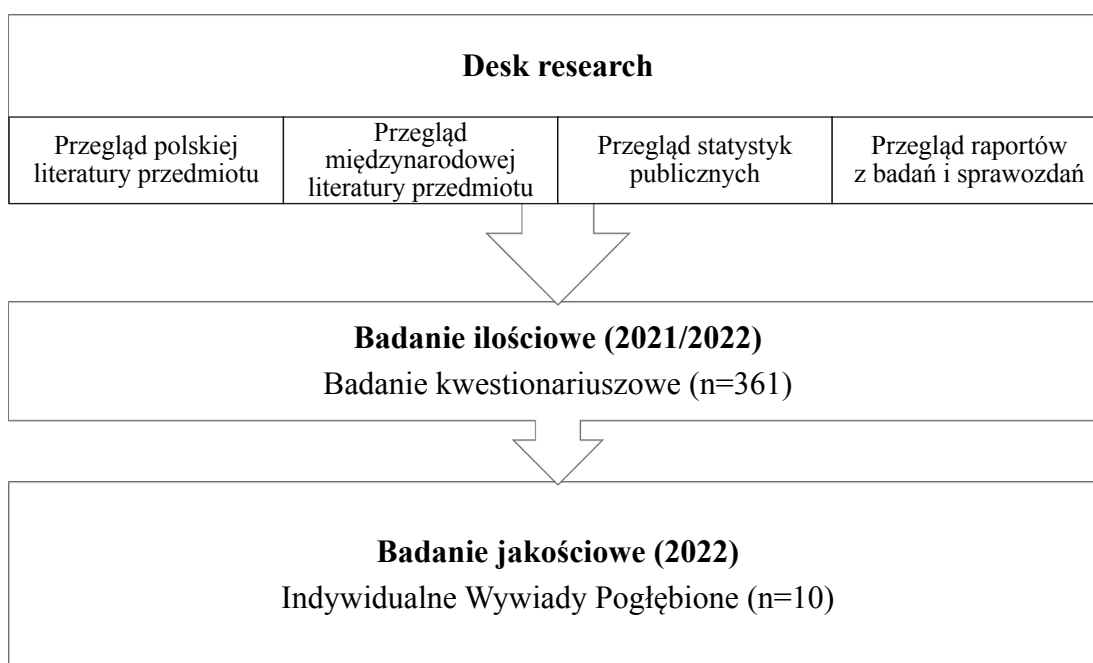 Desk research
Przegląd polskiej
literatury przedmiotu
Przegląd
międzynarodowej
literatury przedmiotu
Przegląd statystyk
publicznych
Przegląd raportów
z badań i sprawozdań
Badanie ilościowe (2021/2022)
Badanie kwestionariuszowe (n=361)
Badanie jakościowe (2022)
Indywidualne Wywiady Pogłębione (n=10)